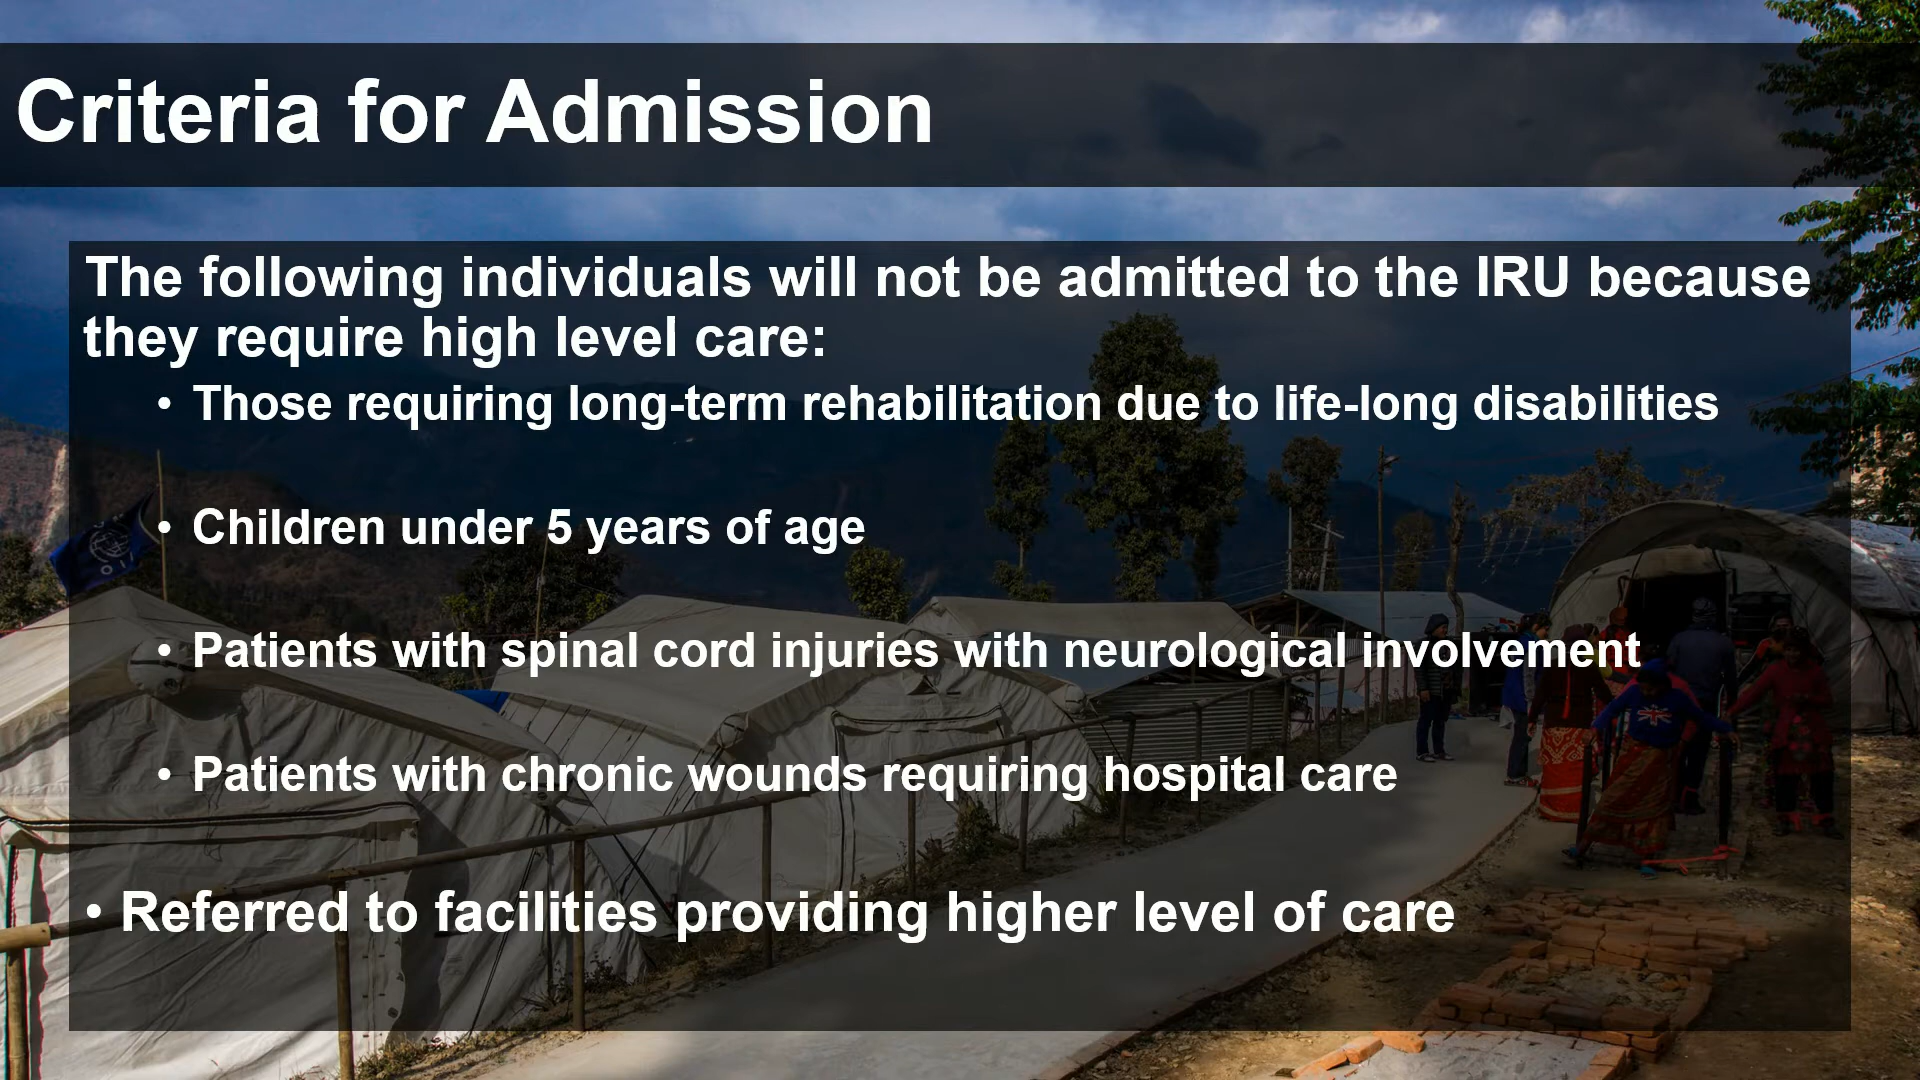 Criteria for Admission
The following individuals will not be admitted to the IRU because
they require high level care:
• Those requiring long-term rehabilitation due to life-long disabilities
• Children under 5 years of age
• Patients with spinal cord injuries with neurological involvement
• Patients with chronic wounds requiring hospital care
• Referred to facilities providing higher level of care